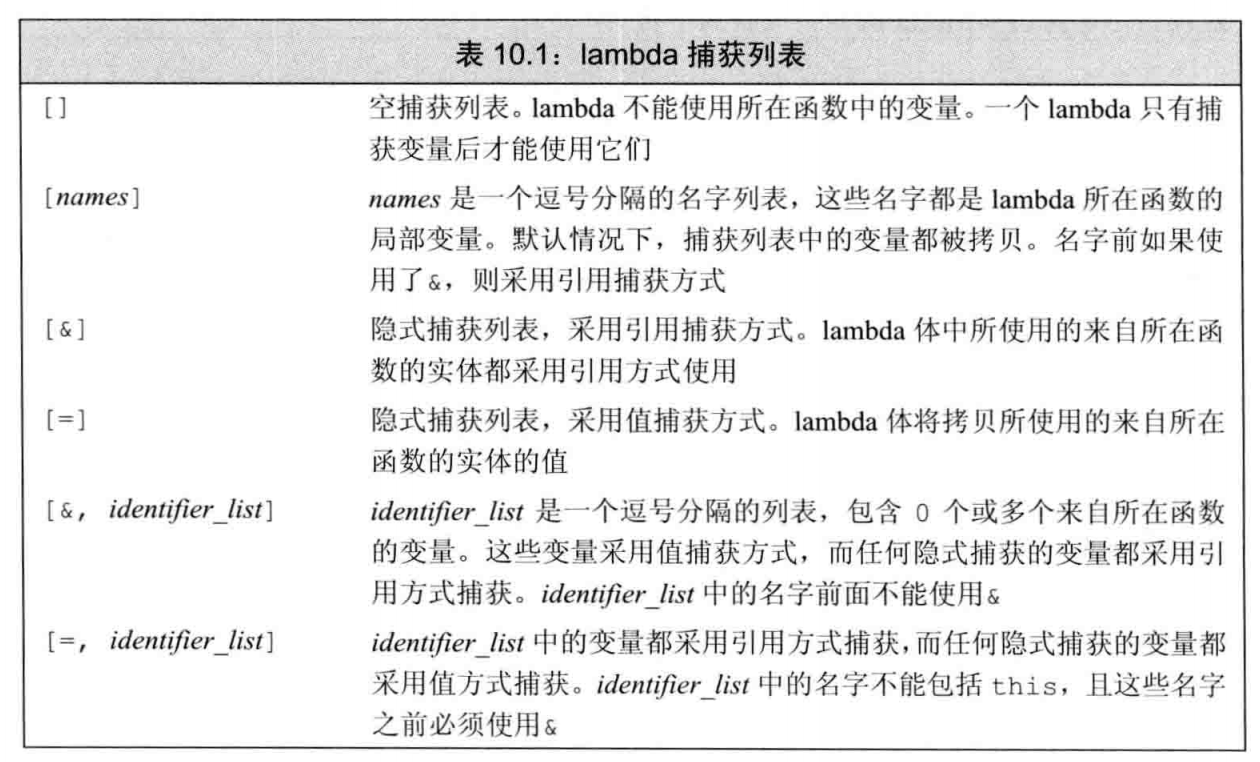 表 10.1：lambda 捕获列表
[] 空捕获列表。lambda 不能使用所在函数中的变量。一个 lambda 只有捕
获变量后才能使用它们
[names] names 是一个逗号分隔的名字列表，这些名字都是 lambda 所在函数的
局部变量。默认情况下，捕获列表中的变量都被拷贝。名字前如果使
用了&，则采用引用捕获方式
[&] 隐式捕获列表，采用引用捕获方式。lambda 体中所使用的来自所在函
数的实体都采用引用方式使用
[=] 隐式捕获列表，采用值捕获方式。lambda 体将拷贝所使用的来自所在
函数的实体的值
[&, identifier_list] identifier_list 是一个逗号分隔的列表，包含 0 个或多个来自所在函数
的变量。这些变量采用值捕获方式，而任何隐式捕获的变量都采用引
用方式捕获。identifier_list 中的名字前面不能使用&
[=, identifier_list] identifier_list 中的变量都采用引用方式捕获，而任何隐式捕获的变量都
采用值方式捕获。identifier_list 中的名字不能包括 this，且这些名字
之前必须使用&